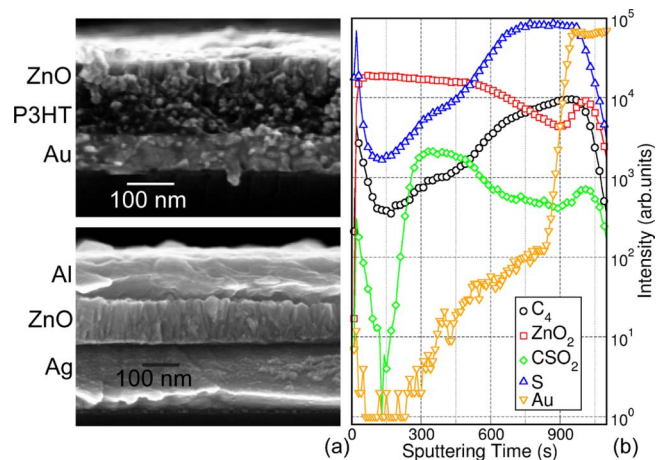 ZnO
P3HT
Au
100 nm
Al
ZnO
Ag
100 nm
(a)
10⁵
10⁴
10³
10²
10¹
10⁰
Intensity (arb.units)
C₄
ZnO₂
CSO₂
S
Au
0 300 600 900
Sputtering Time (s)
(b)